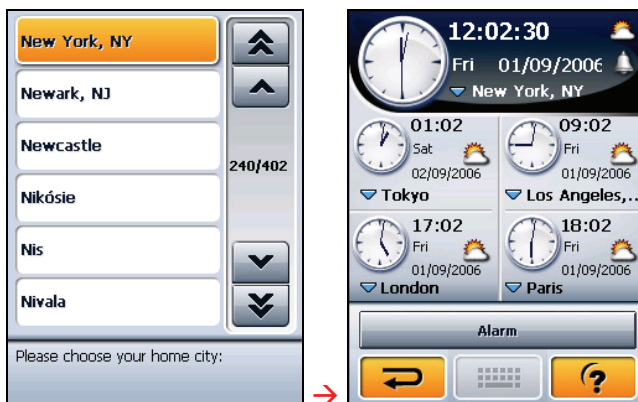 New York, NY
Newark, NJ
Newcastle
Nikósie
Nis
Nivala
240/402
Please choose your home city:
→
12:02:30
Fri 01/09/2006
New York, NY
01:02
Sat
02/09/2006
Tokyo
09:02
Fri
01/09/2006
Los Angeles,..
17:02
Fri
01/09/2006
London
18:02
Fri
01/09/2006
Paris
Alarm
?